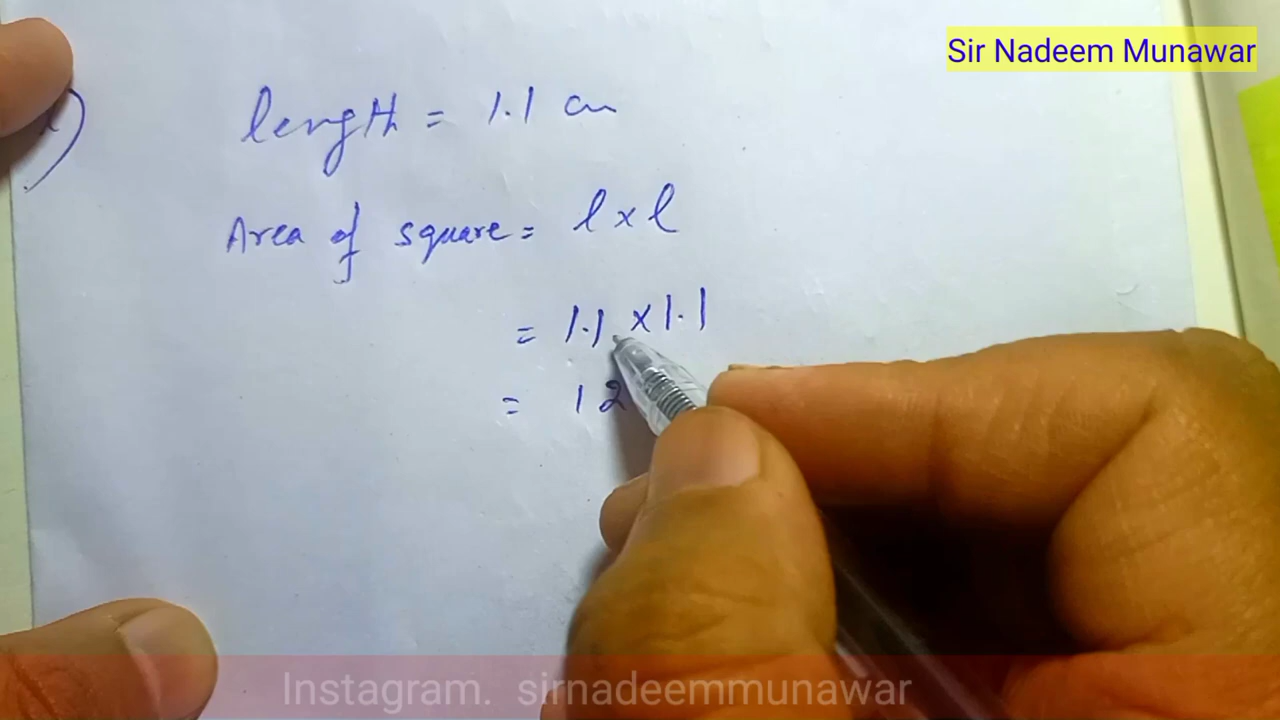 Sir Nadeem Munawar
length = 1.1 cm
Area of square = l x l
= 1.1 x 1.1
= 12
Instagram. sirnadeemmunawar